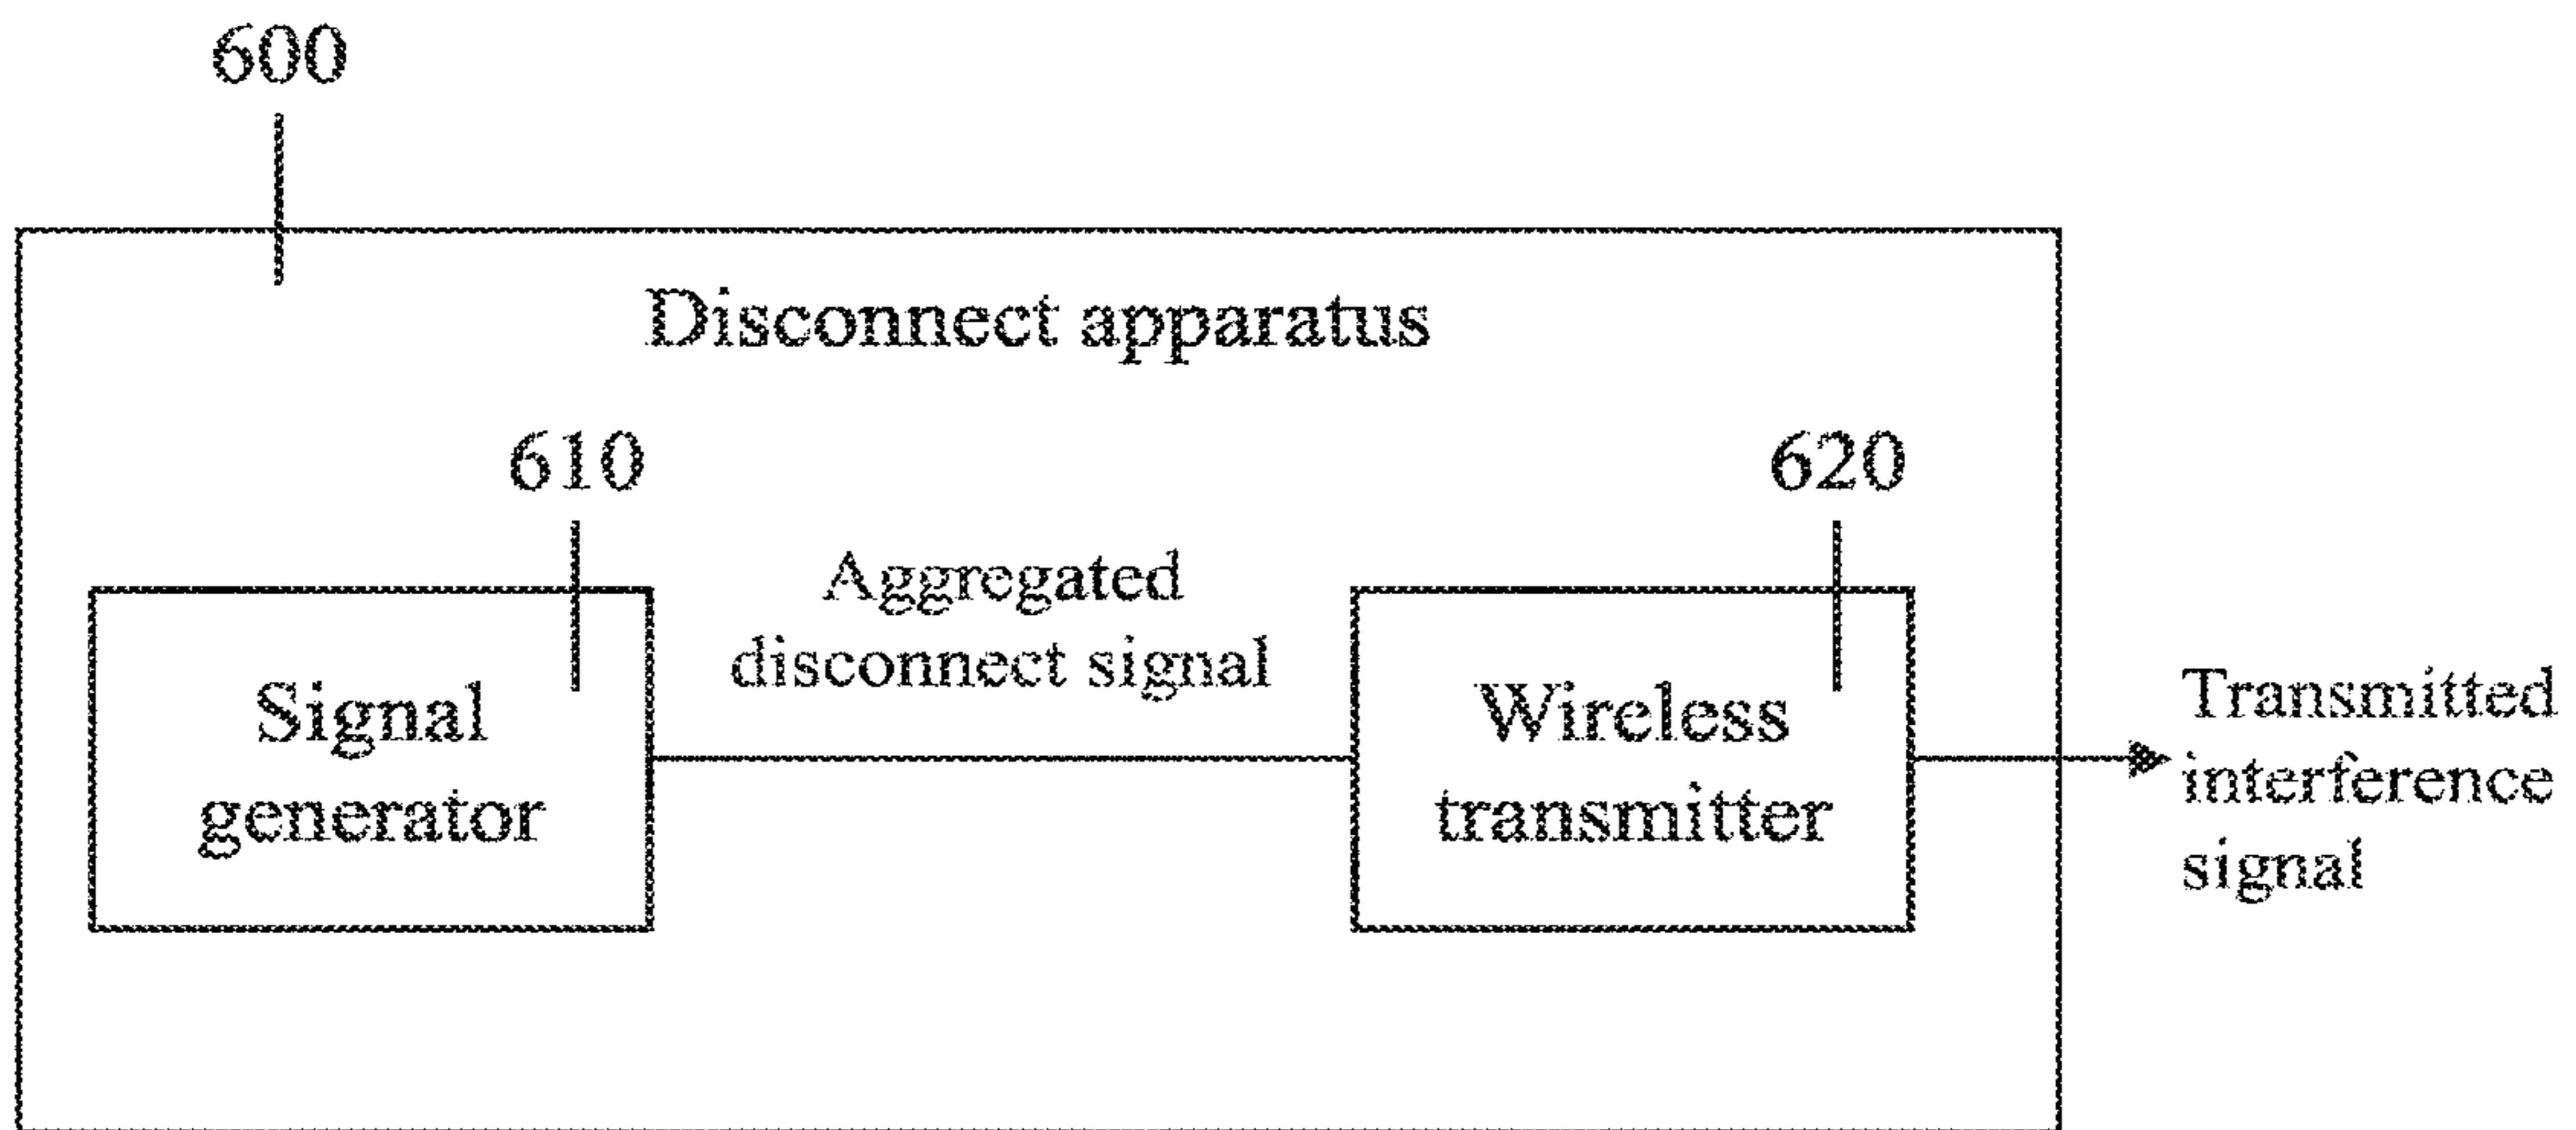 600
Disconnect apparatus
610
620
Aggregated
disconnect signal
Signal
generator
Wireless
transmitter
Transmitted
interference
signal